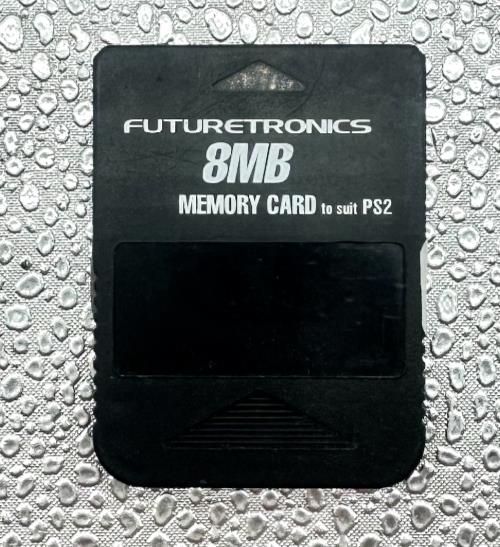 FUTURETRONICS
8MB
MEMORY CARD to suit PS2